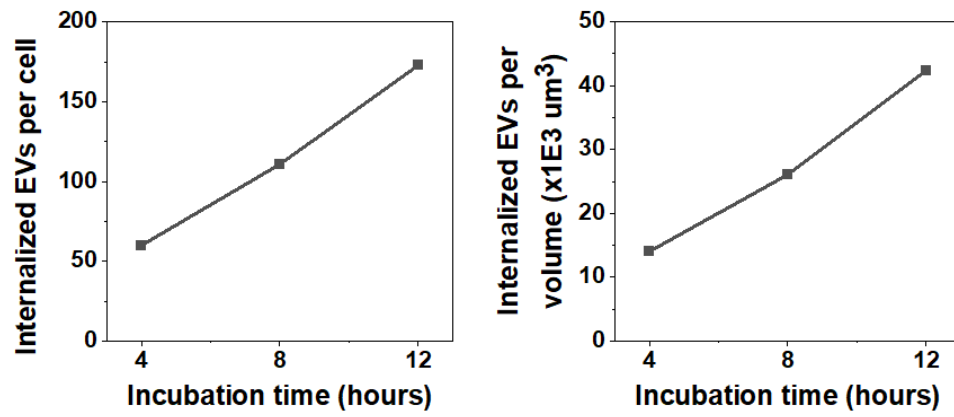 Internalized EVs per cell
200
150
100
50
0
4 8 12
Incubation time (hours)
Internalized EVs per
volume (x1E3 um³)
50
40
30
20
10
0
4 8 12
Incubation time (hours)